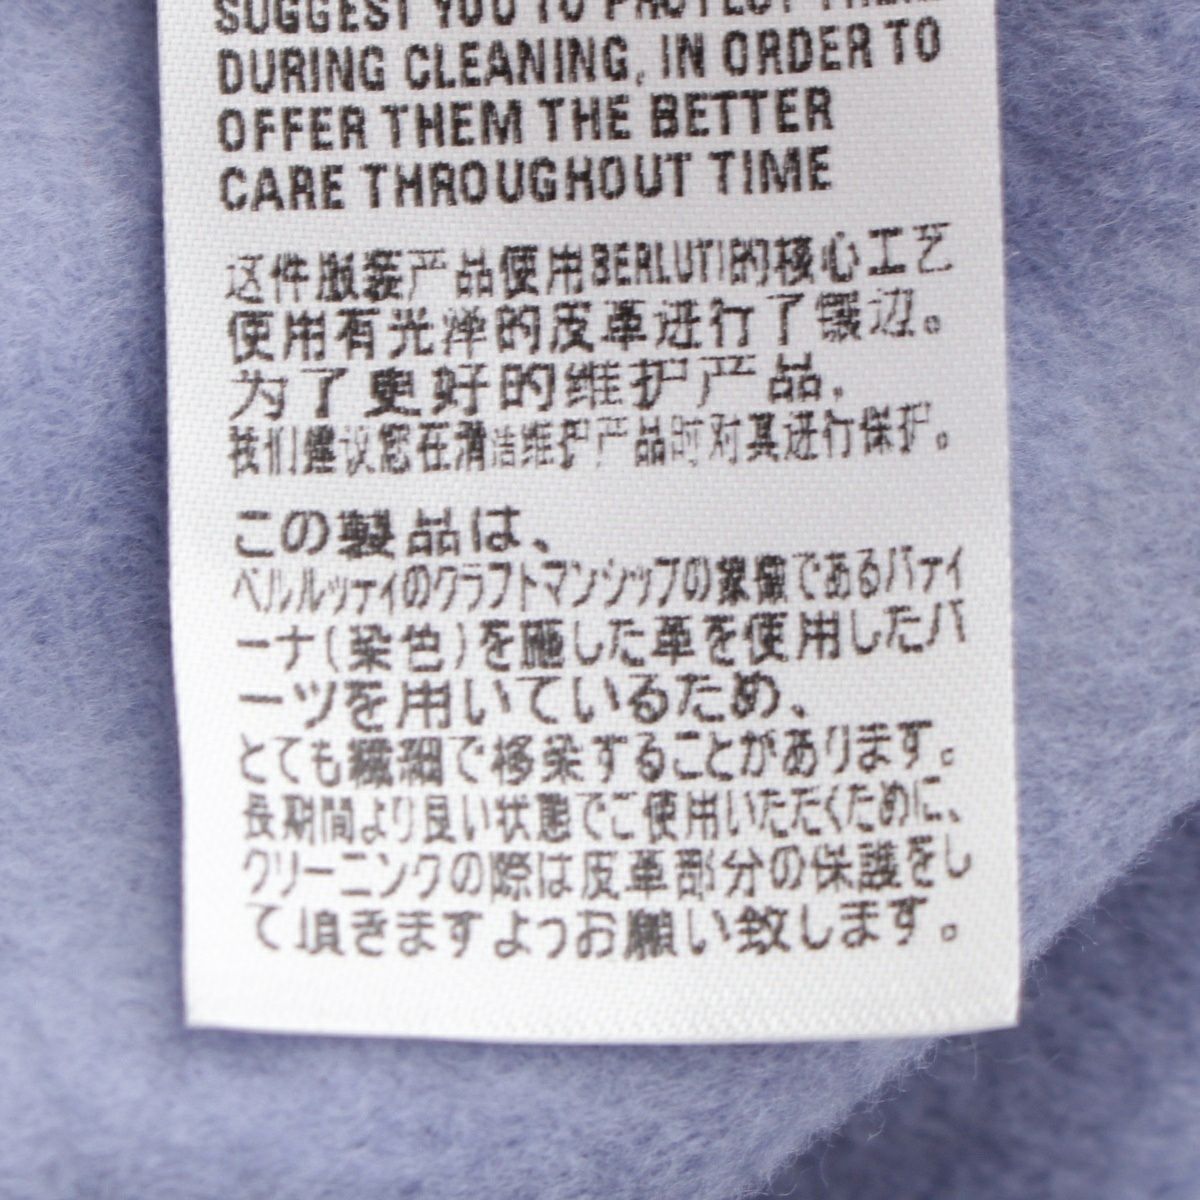 SUGGEST YOU TO PROTECT THEM
DURING CLEANING, IN ORDER TO
OFFER THEM THE BETTER
CARE THROUGHOUT TIME
这件服装产品使用BERLUTI的核心工艺
使用有光泽的皮革进行了镶边。
为了更好的维护产品,
我们建议您在清洁维护产品时对其进行保护。
この製品は、
ベルルッティのクラフトマンシップの象徴であるパティ
ーナ(染色)を施した革を使用したパ
ーツを用いているため、
とても繊細で移染することがあります。
長期間より良い状態でご使用いただくために、
クリーニングの際は皮革部分の保護をし
て頂きますようお願い致します。